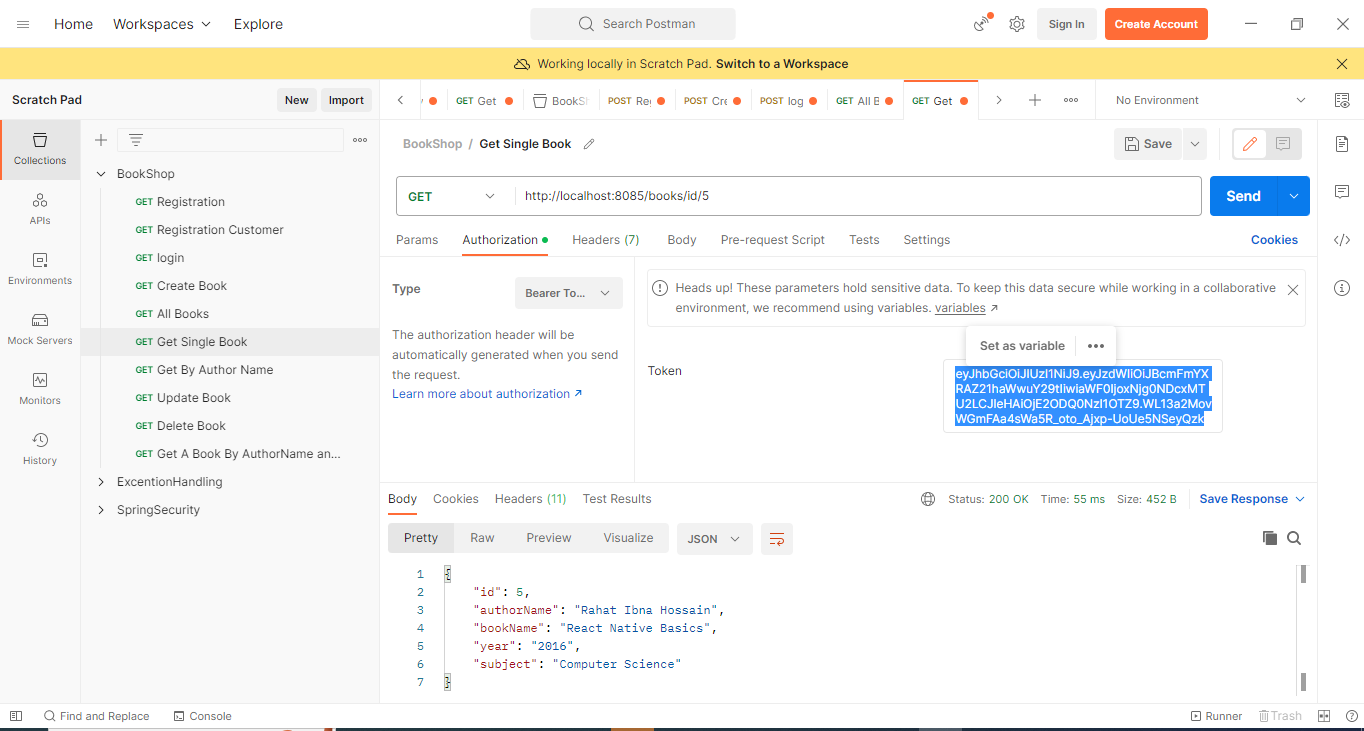 Home Workspaces Explore Search Postman Sign In Create Account
Working locally in Scratch Pad. Switch to a Workspace
Scratch Pad New Import
GET Get BookSh POST Reg POST Cre POST log GET All B GET Get No Environment
Collections
APIs
Environments
Mock Servers
Monitors
History
BookShop
GET Registration
GET Registration Customer
GET login
GET Create Book
GET All Books
GET Get Single Book
GET Get By Author Name
GET Update Book
GET Delete Book
GET Get A Book By AuthorName an...
ExcentionHandling
SpringSecurity
BookShop / Get Single Book Save
GET http://localhost:8085/books/id/5 Send
Params Authorization Headers (7) Body Pre-request Script Tests Settings Cookies
Type Bearer To...
The authorization header will be
automatically generated when you send
the request.
Learn more about authorization ↗
Heads up! These parameters hold sensitive data. To keep this data secure while working in a collaborative
environment, we recommend using variables. variables ↗
Set as variable
Token
Body Cookies Headers (11) Test Results Status: 200 OK Time: 55 ms Size: 452 B Save Response
Pretty Raw Preview Visualize JSON
1 {
2 "id": 5,
3 "authorName": "Rahat Ibna Hossain",
4 "bookName": "React Native Basics",
5 "year": "2016",
6 "subject": "Computer Science"
7 }
Find and Replace Console Runner Trash